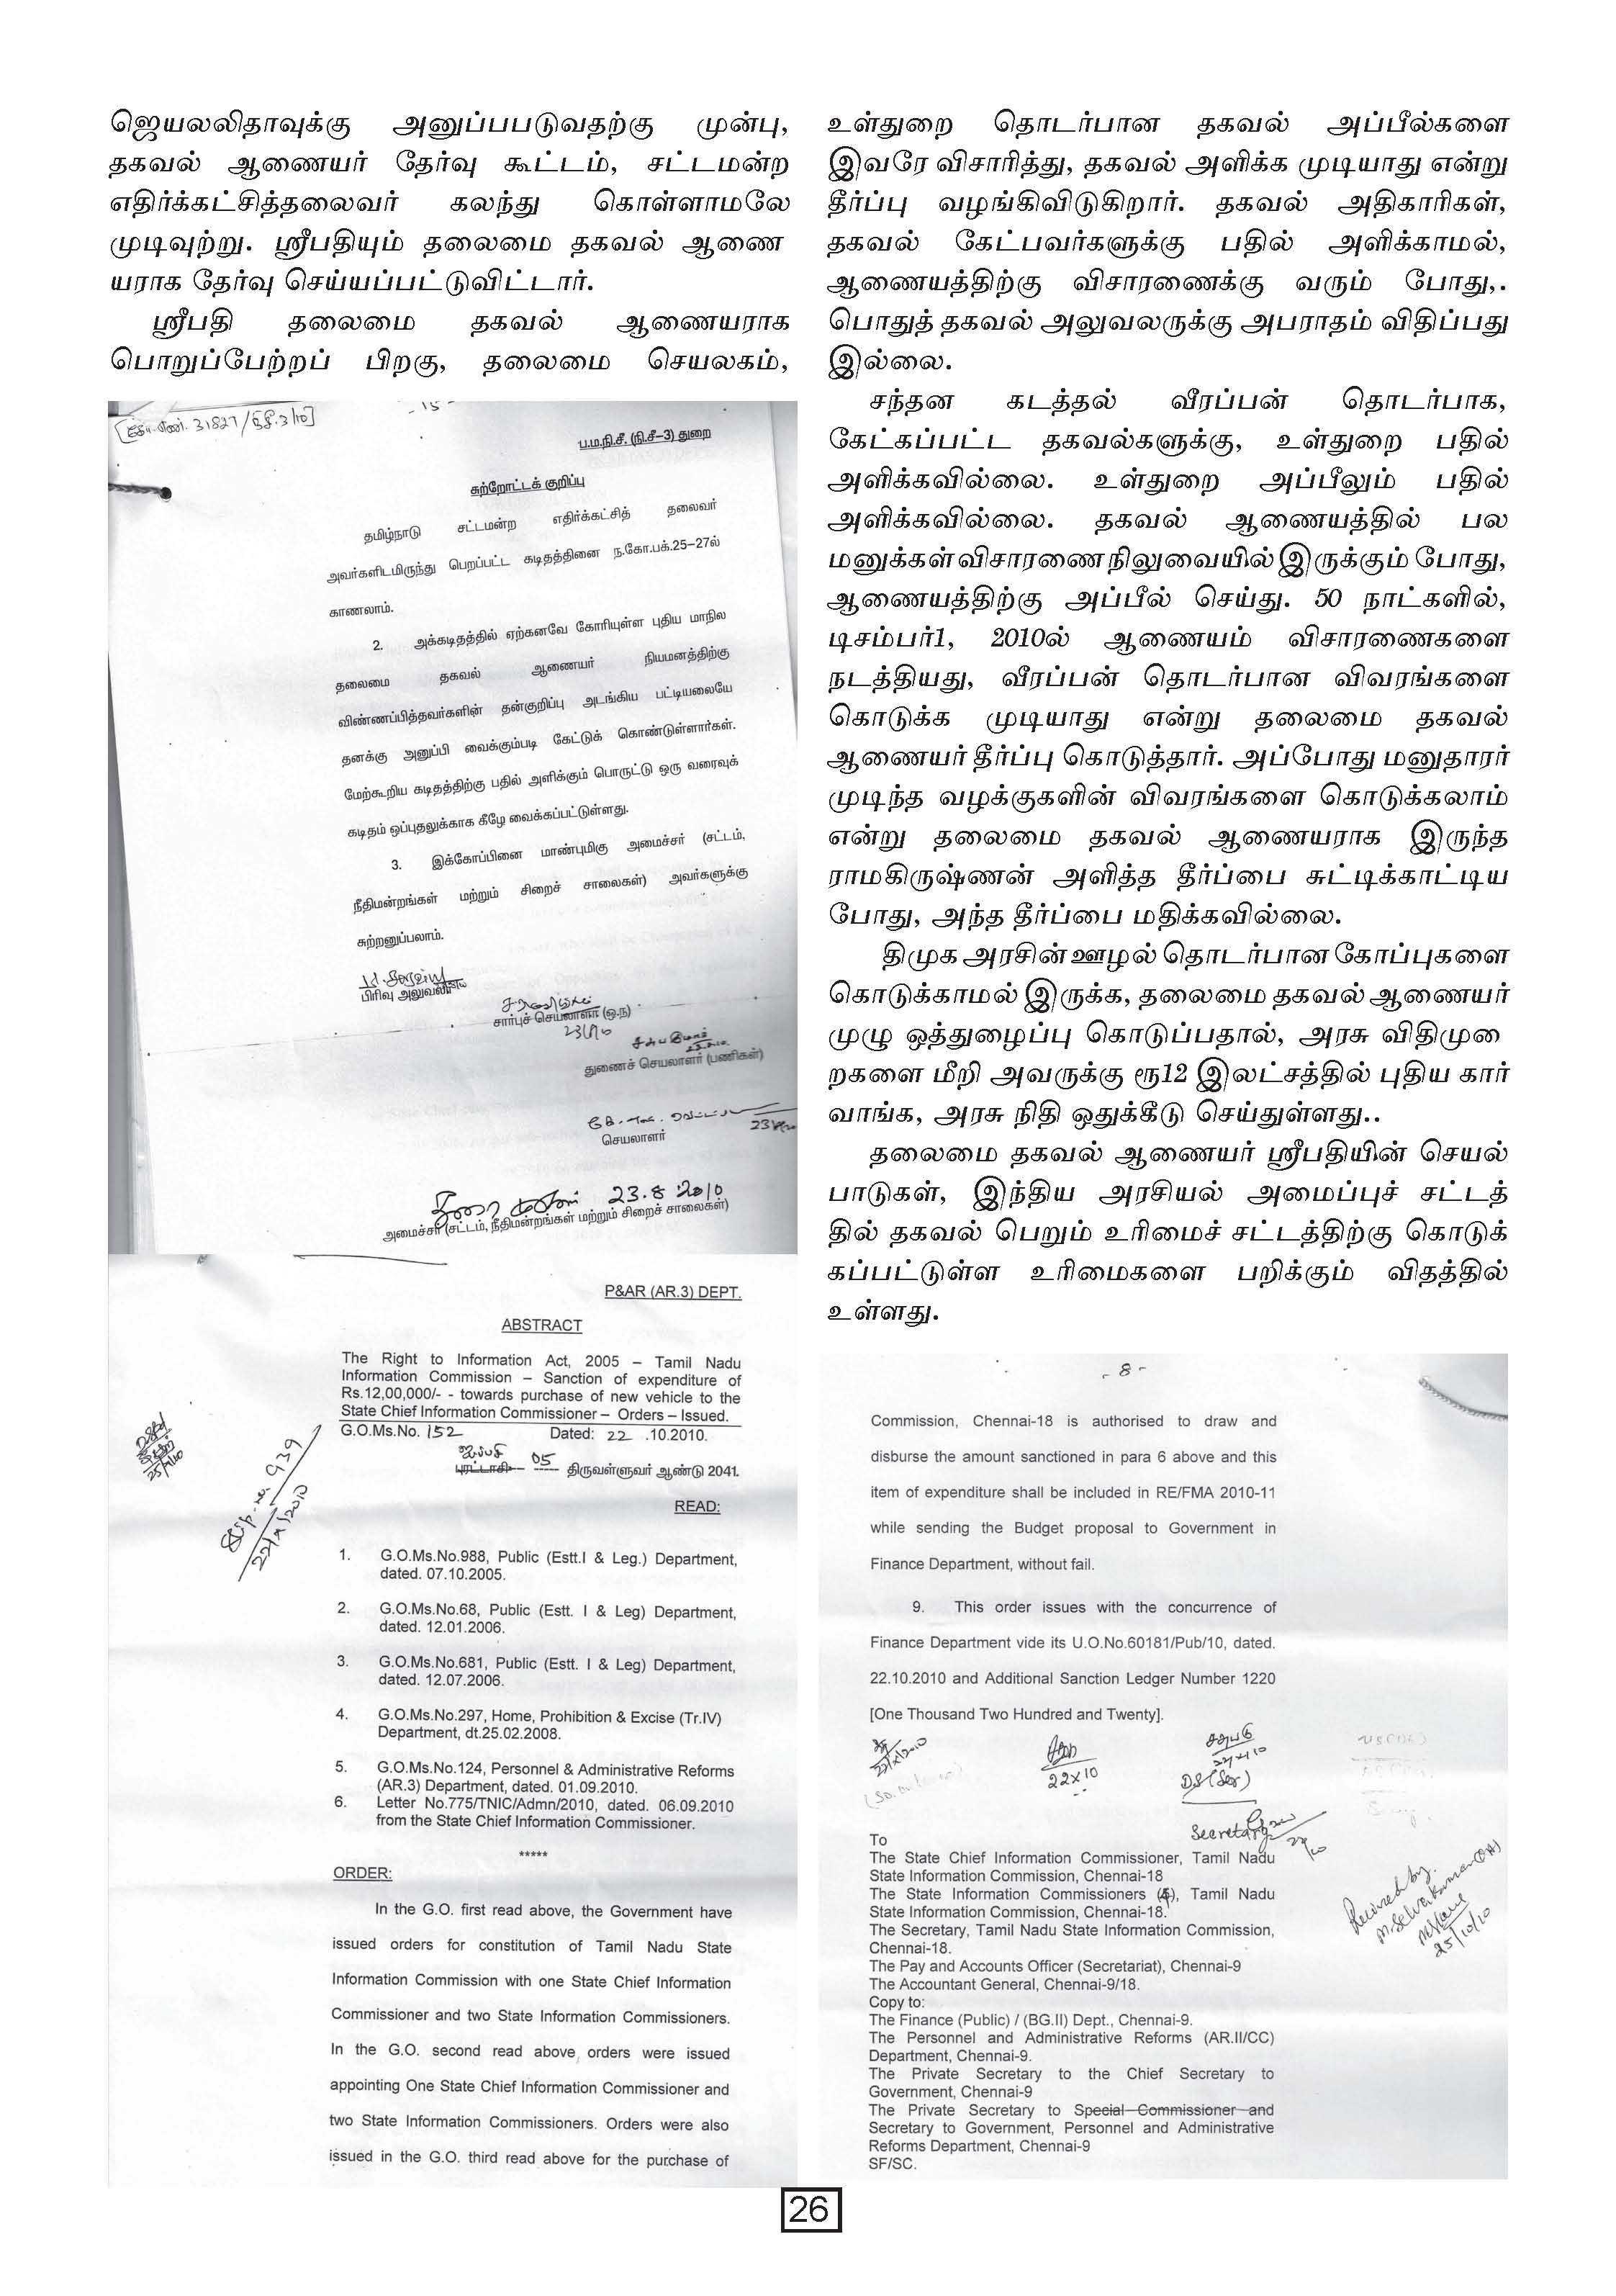 ஜெயலலிதாவுக்கு அனுப்பபடுவதற்கு முன்பு,
தகவல் ஆணையர் தேர்வு கூட்டம், சட்டமன்ற
எதிர்க்கட்சித்தலைவர் கலந்து கொள்ளாமலே
முடிவுற்று. ஸ்ரீபதியும் தலைமை தகவல் ஆணை
யராக தேர்வு செய்யப்பட்டுவிட்டார்.
ஸ்ரீபதி தலைமை தகவல் ஆணையராக
பொறுப்பேற்றப் பிறகு, தலைமை செயலகம்,
- 15 -
ப.ம.நி.சீ. (நி.சீ-3) துறை
சுற்றோட்டக் குறிப்பு
தமிழ்நாடு சட்டமன்ற எதிர்க்கட்சித் தலைவர்
அவர்களிடமிருந்து பெறப்பட்ட கடிதத்தினை ந.கோ.பக்.25-27ல்
காணலாம்.
2. அக்கடிதத்தில் ஏற்கனவே கோரியுள்ள புதிய மாநில
தலைமை தகவல் ஆணையர் நியமனத்திற்கு
விண்ணப்பித்தவர்களின் தன்குறிப்பு அடங்கிய பட்டியலையே
தனக்கு அனுப்பி வைக்கும்படி கேட்டுக் கொண்டுள்ளார்கள்.
மேற்கூறிய கடிதத்திற்கு பதில் அளிக்கும் பொருட்டு ஒரு வரைவுக்
கடிதம் ஒப்புதலுக்காக கீழே வைக்கப்பட்டுள்ளது.
3. இக்கோப்பினை மாண்புமிகு அமைச்சர் (சட்டம்,
நீதிமன்றங்கள் மற்றும் சிறைச் சாலைகள்) அவர்களுக்கு
சுற்றனுப்பலாம்.
பிரிவு அலுவலர்
சார்புச் செயலாளர் (ஒ.ந)
துணைச் செயலாளர் (பணிகள்)
செயலாளர்
23.8.2010
அமைச்சர் (சட்டம், நீதிமன்றங்கள் மற்றும் சிறைச் சாலைகள்)
P&AR (AR.3) DEPT.
ABSTRACT
The Right to Information Act, 2005 – Tamil Nadu
Information Commission – Sanction of expenditure of
Rs.12,00,000/- - towards purchase of new vehicle to the
State Chief Information Commissioner – Orders – Issued.
G.O.Ms.No. 152 Dated: 22 .10.2010.
ஐப்பசி
புரட்டாசி 05 திருவள்ளுவர் ஆண்டு 2041.
READ:
1. G.O.Ms.No.988, Public (Estt.I & Leg.) Department,
dated. 07.10.2005.
2. G.O.Ms.No.68, Public (Estt. I & Leg) Department,
dated. 12.01.2006.
3. G.O.Ms.No.681, Public (Estt. I & Leg) Department,
dated. 12.07.2006.
4. G.O.Ms.No.297, Home, Prohibition & Excise (Tr.IV)
Department, dt.25.02.2008.
5. G.O.Ms.No.124, Personnel & Administrative Reforms
(AR.3) Department, dated. 01.09.2010.
6. Letter No.775/TNIC/Admn/2010, dated. 06.09.2010
from the State Chief Information Commissioner.
*****
ORDER:
In the G.O. first read above, the Government have
issued orders for constitution of Tamil Nadu State
Information Commission with one State Chief Information
Commissioner and two State Information Commissioners.
In the G.O. second read above, orders were issued
appointing One State Chief Information Commissioner and
two State Information Commissioners. Orders were also
issued in the G.O. third read above for the purchase of
உள்துறை தொடர்பான தகவல் அப்பீல்களை
இவரே விசாரித்து, தகவல் அளிக்க முடியாது என்று
தீர்ப்பு வழங்கிவிடுகிறார். தகவல் அதிகாரிகள்,
தகவல் கேட்பவர்களுக்கு பதில் அளிக்காமல்,
ஆணையத்திற்கு விசாரணைக்கு வரும் போது,.
பொதுத் தகவல் அலுவலருக்கு அபராதம் விதிப்பது
இல்லை.
சந்தன கடத்தல் வீரப்பன் தொடர்பாக,
கேட்கப்பட்ட தகவல்களுக்கு, உள்துறை பதில்
அளிக்கவில்லை. உள்துறை அப்பீலும் பதில்
அளிக்கவில்லை. தகவல் ஆணையத்தில் பல
மனுக்கள் விசாரணை நிலுவையில் இருக்கும் போது,
ஆணையத்திற்கு அப்பீல் செய்து. 50 நாட்களில்,
டிசம்பர்1, 2010ல் ஆணையம் விசாரணைகளை
நடத்தியது, வீரப்பன் தொடர்பான விவரங்களை
கொடுக்க முடியாது என்று தலைமை தகவல்
ஆணையர் தீர்ப்பு கொடுத்தார். அப்போது மனுதாரர்
முடிந்த வழக்குகளின் விவரங்களை கொடுக்கலாம்
என்று தலைமை தகவல் ஆணையராக இருந்த
ராமகிருஷ்ணன் அளித்த தீர்ப்பை சுட்டிக்காட்டிய
போது, அந்த தீர்ப்பை மதிக்கவில்லை.
திமுக அரசின் ஊழல் தொடர்பான கோப்புகளை
கொடுக்காமல் இருக்க, தலைமை தகவல் ஆணையர்
முழு ஒத்துழைப்பு கொடுப்பதால், அரசு விதிமுறை
றகளை மீறி அவருக்கு ரூ12 இலட்சத்தில் புதிய கார்
வாங்க, அரசு நிதி ஒதுக்கீடு செய்துள்ளது..
தலைமை தகவல் ஆணையர் ஸ்ரீபதியின் செயல்
பாடுகள், இந்திய அரசியல் அமைப்புச் சட்டத்
தில் தகவல் பெறும் உரிமைச் சட்டத்திற்கு கொடுக்
கப்பட்டுள்ள உரிமைகளை பறிக்கும் விதத்தில்
உள்ளது.
- 8 -
Commission, Chennai-18 is authorised to draw and
disburse the amount sanctioned in para 6 above and this
item of expenditure shall be included in RE/FMA 2010-11
while sending the Budget proposal to Government in
Finance Department, without fail.
9. This order issues with the concurrence of
Finance Department vide its U.O.No.60181/Pub/10, dated.
22.10.2010 and Additional Sanction Ledger Number 1220
[One Thousand Two Hundred and Twenty].
Secretary
To
The State Chief Information Commissioner, Tamil Nadu
State Information Commission, Chennai-18
The State Information Commissioners (4), Tamil Nadu
State Information Commission, Chennai-18.
The Secretary, Tamil Nadu State Information Commission,
Chennai-18.
The Pay and Accounts Officer (Secretariat), Chennai-9
The Accountant General, Chennai-9/18.
Copy to:
The Finance (Public) / (BG.II) Dept., Chennai-9.
The Personnel and Administrative Reforms (AR.II/CC)
Department, Chennai-9.
The Private Secretary to the Chief Secretary to
Government, Chennai-9
The Private Secretary to Special Commissioner and
Secretary to Government, Personnel and Administrative
Reforms Department, Chennai-9
SF/SC.
Received by.
M. Selvakumar
25/10/10
26